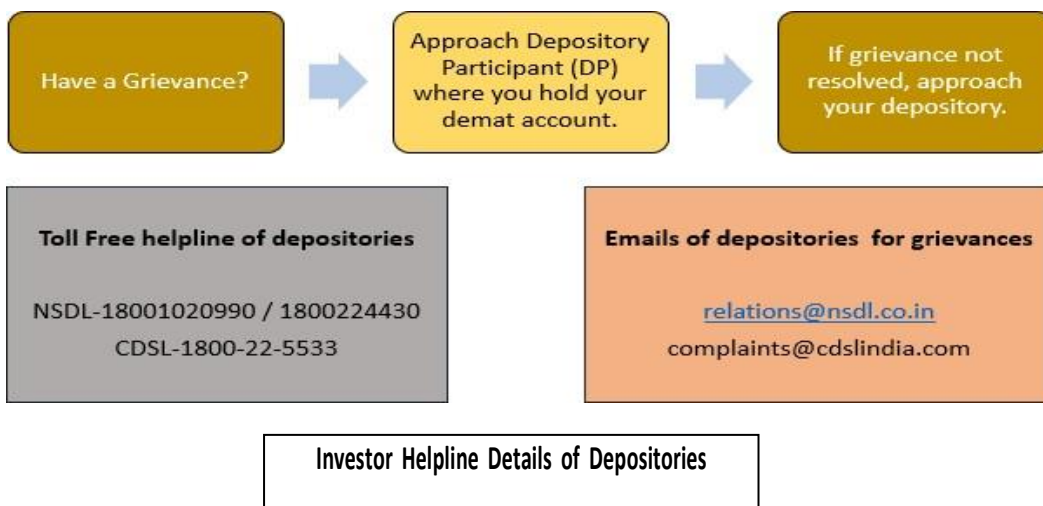 Have a Grievance?
Approach Depository
Participant (DP)
where you hold your
demat account.
If grievance not
resolved, approach
your depository.
Toll Free helpline of depositories
NSDL-18001020990 / 1800224430
CDSL-1800-22-5533
Emails of depositories for grievances
relations@nsdl.co.in
complaints@cdslindia.com
Investor Helpline Details of Depositories